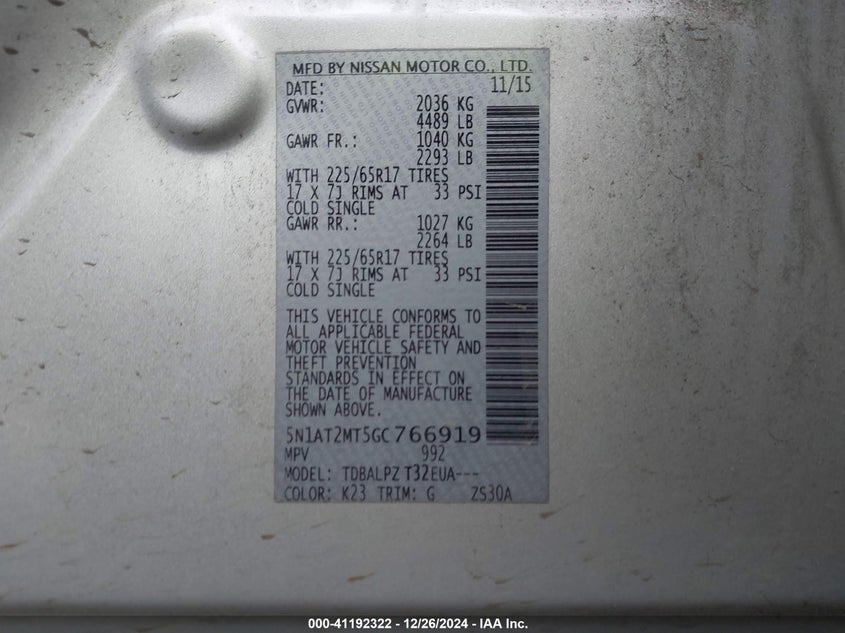 MFD BY NISSAN MOTOR CO., LTD.
DATE: 11/15
GVWR: 2036 KG
4489 LB
GAWR FR.: 1040 KG
2293 LB
WITH 225/65R17 TIRES
17 X 7J RIMS AT 33 PSI
COLD SINGLE
GAWR RR.: 1027 KG
2264 LB
WITH 225/65R17 TIRES
17 X 7J RIMS AT 33 PSI
COLD SINGLE
THIS VEHICLE CONFORMS TO
ALL APPLICABLE FEDERAL
MOTOR VEHICLE SAFETY AND
THEFT PREVENTION
STANDARDS IN EFFECT ON
THE DATE OF MANUFACTURE
SHOWN ABOVE.
5N1AT2MT5GC766919
MPV 992
MODEL: TDBALPZ T32EUA---
COLOR: K23 TRIM: G ZS30A
000-41192322 - 12/26/2024 - IAA Inc.